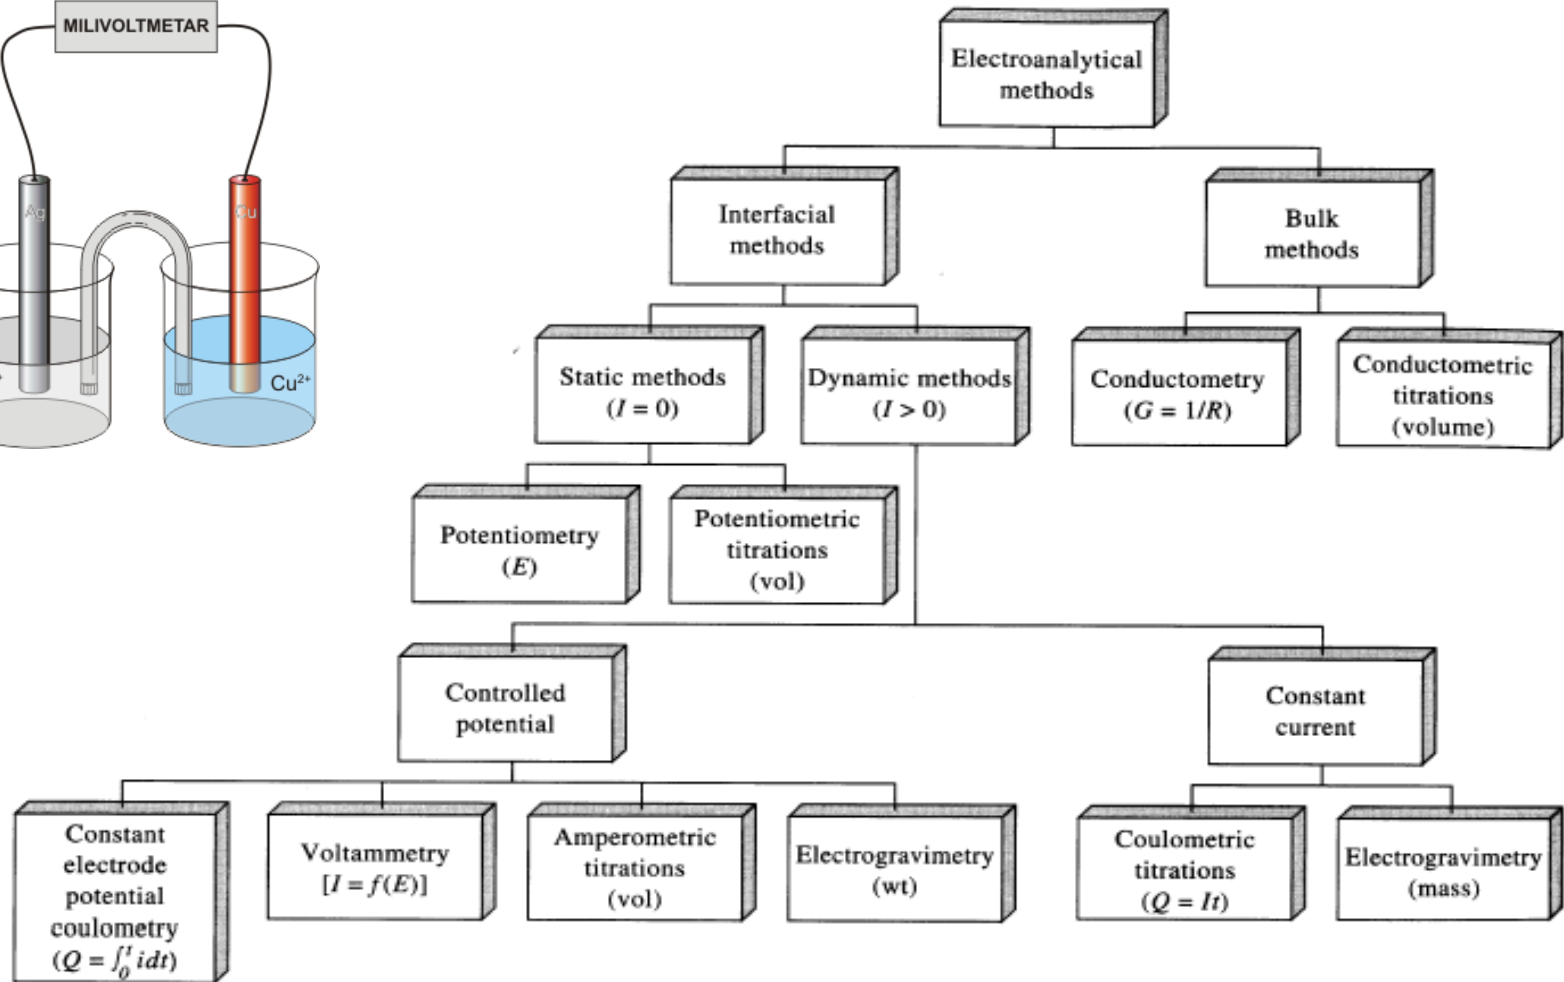 MILIVOLTMETAR
Ag
Cu
+
Cu²⁺
Electroanalytical
methods
Interfacial
methods
Bulk
methods
Static methods
(I = 0)
Dynamic methods
(I > 0)
Conductometry
(G = 1/R)
Conductometric
titrations
(volume)
Potentiometry
(E)
Potentiometric
titrations
(vol)
Controlled
potential
Constant
current
Constant
electrode
potential
coulometry
(Q = ∫₀ᵗ idt)
Voltammetry
[I = f(E)]
Amperometric
titrations
(vol)
Electrogravimetry
(wt)
Coulometric
titrations
(Q = It)
Electrogravimetry
(mass)